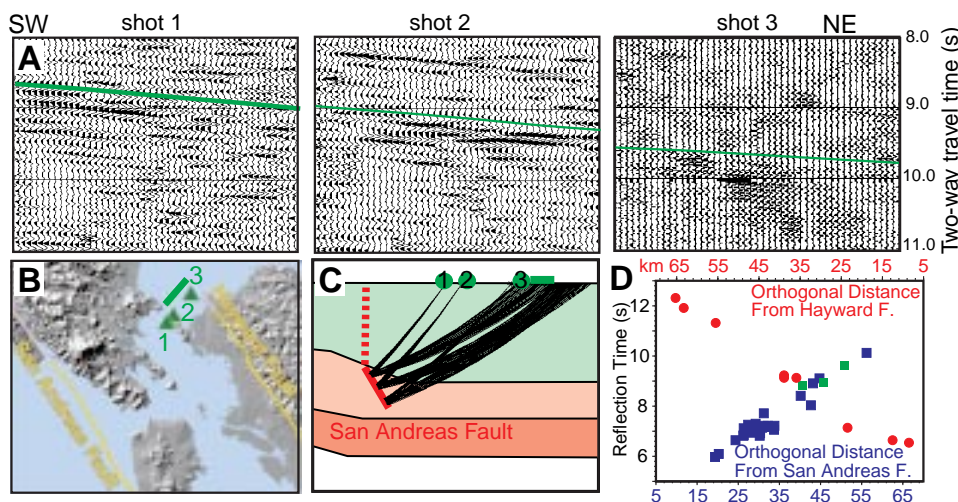 SW shot 1 shot 2 shot 3 NE
A
8.0
9.0
10.0
11.0
Two-way travel time (s)
B
3
2
1
C
1 2 3
San Andreas Fault
D
km 65 55 45 35 25 15 5
Orthogonal Distance
From Hayward F.
12
10
8
6
Reflection Time (s)
Orthogonal Distance
From San Andreas F.
5 15 25 35 45 55 65